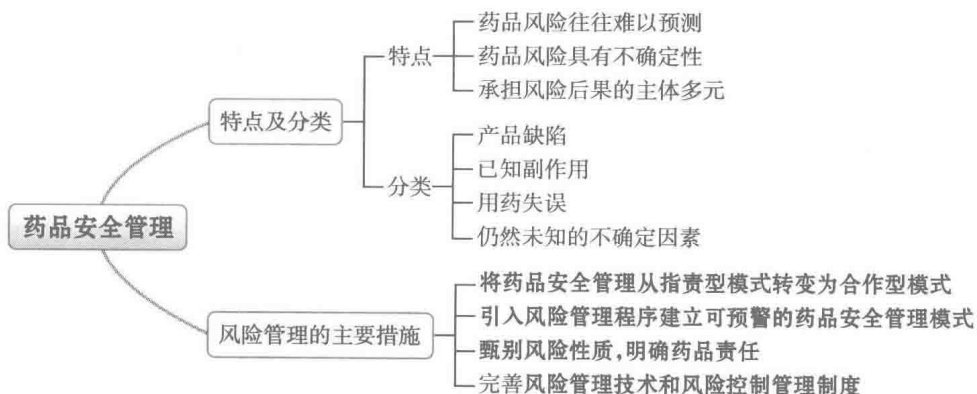 药品安全管理
特点及分类
特点
药品风险往往难以预测
药品风险具有不确定性
承担风险后果的主体多元
分类
产品缺陷
已知副作用
用药失误
仍然未知的不确定因素
风险管理的主要措施
将药品安全管理从指责型模式转变为合作型模式
引入风险管理程序建立可预警的药品安全管理模式
甄别风险性质,明确药品责任
完善风险管理技术和风险控制管理制度